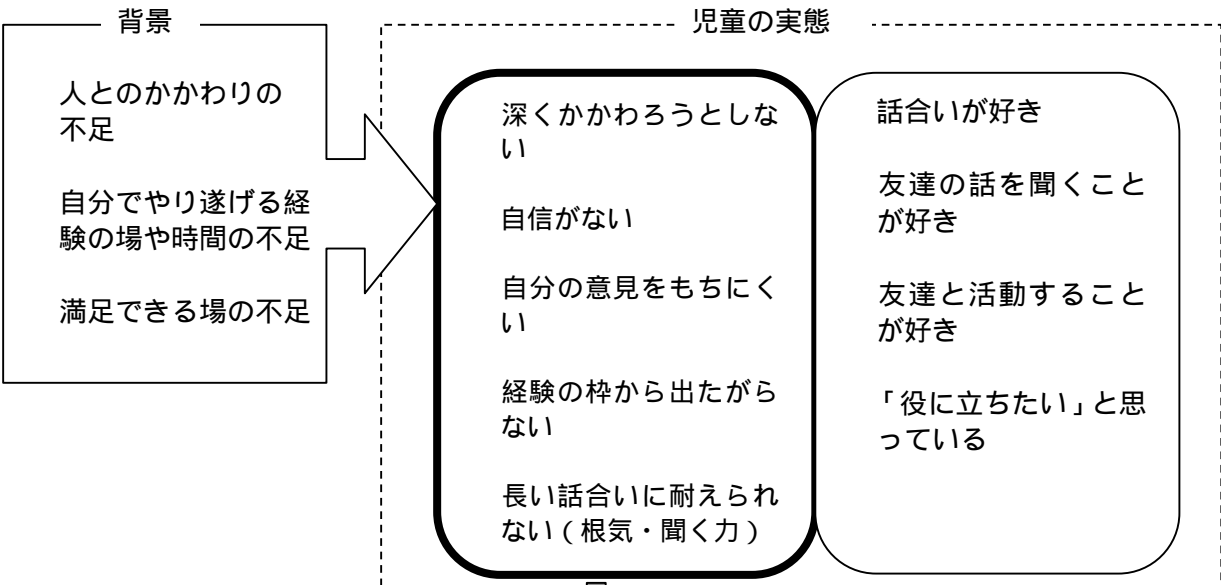 背景
人とのかかわりの
不足
自分でやり遂げる経
験の場や時間の不足
満足できる場の不足
児童の実態
深くかかわろうとしな
い
自信がない
自分の意見をもちにく
い
経験の枠から出たがら
ない
長い話合いに耐えられ
ない(根気・聞く力)
話合いが好き
友達の話を聞くこと
が好き
友達と活動すること
が好き
「役に立ちたい」と思
っている